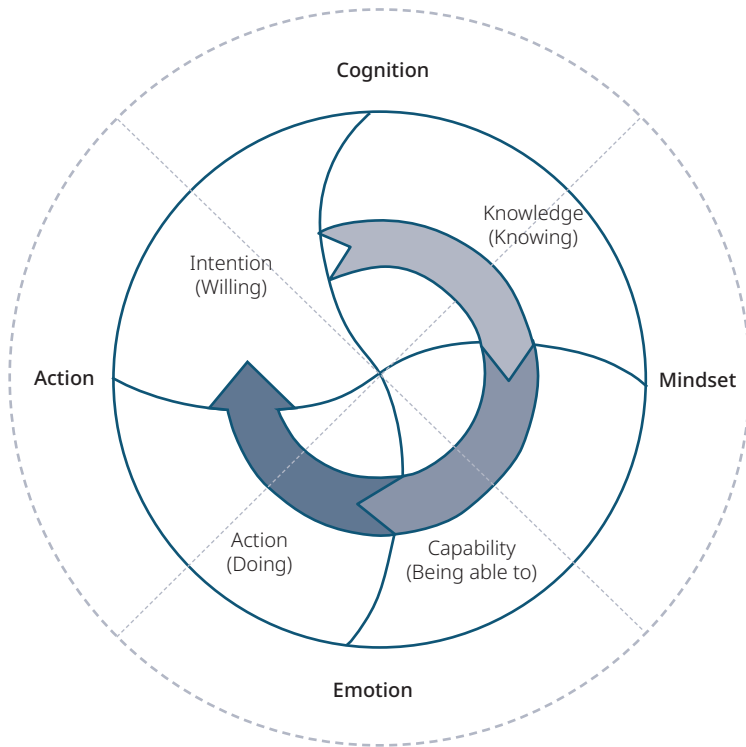 Cognition
Knowledge
(Knowing)
Intention
(Willing)
Action
Mindset
Action
(Doing)
Capability
(Being able to)
Emotion